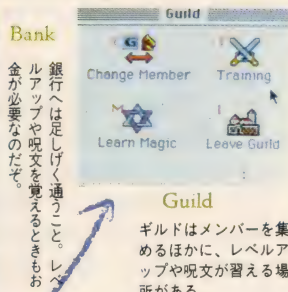 Bank
銀行へは足しげく通うこと。レベ
ルアップや呪文を覚えるときもお
金が必要なのだぞ。
Guild
Change Member
Training
Learn Magic
Leave Guild
Guild
ギルドはメンバーを集
めるほかに、レベルア
ップや呪文が習える場
所がある